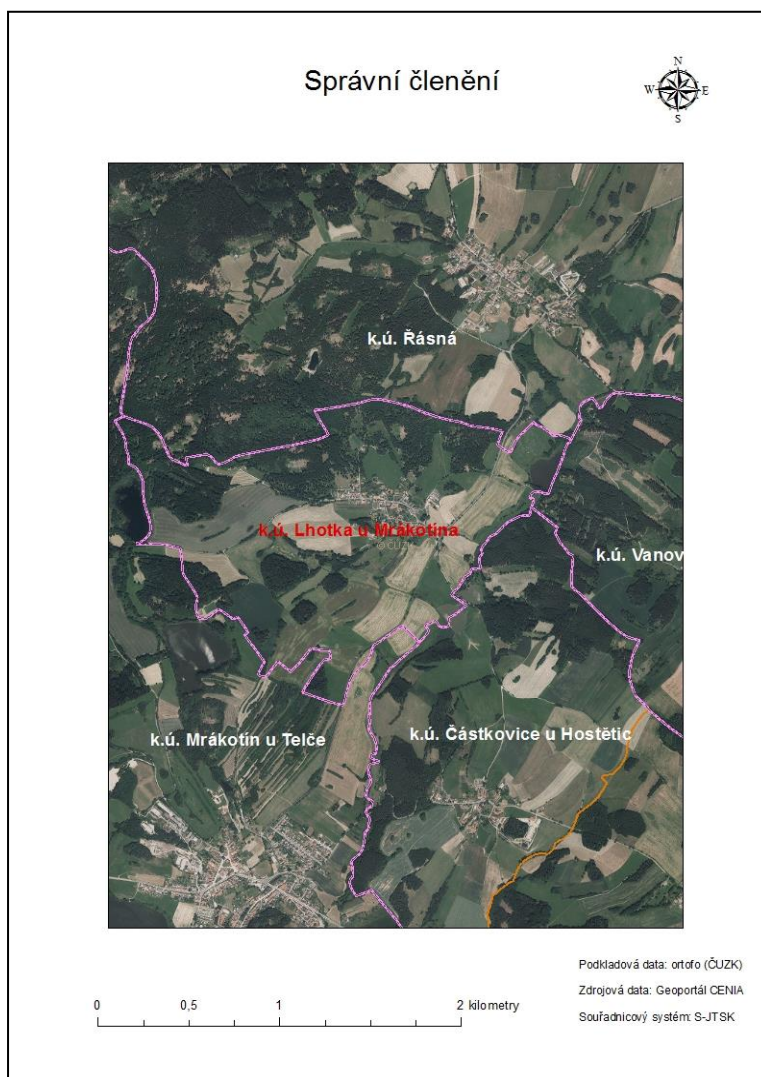 Správní členění
N
W E
S
k.ú. Řásná
k.ú. Lhotka u Mrákotína
k.ú. Vanov
k.ú. Mrákotín u Telče
k.ú. Částkovice u Hostětic
Podkladová data: ortofo (ČUZK)
Zdrojová data: Geoportál CENIA
Souřadnicový systém: S-JTSK
0 0,5 1 2 kilometry